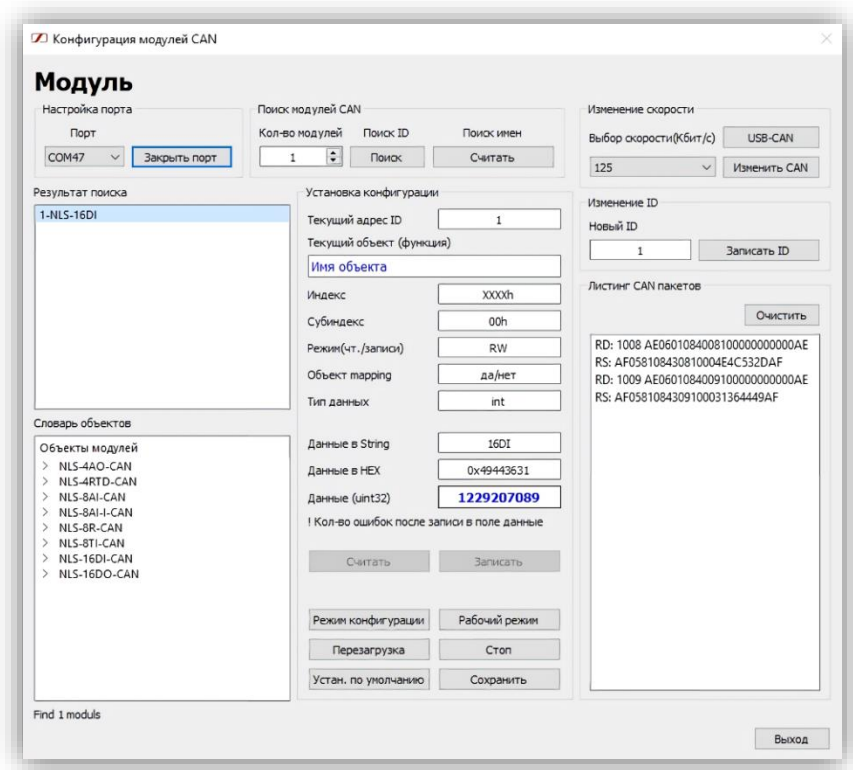 Конфигурация модулей CAN
Модуль
Настройка порта
Порт
COM47
Закрыть порт
Поиск модулей CAN
Кол-во модулей
Поиск ID
Поиск имен
1
Поиск
Считать
Изменение скорости
Выбор скорости(Кбит/с)
USB-CAN
125
Изменить CAN
Результат поиска
1-NLS-16DI
Словарь объектов
Объекты модулей
NLS-4AO-CAN
NLS-4RTD-CAN
NLS-8AI-CAN
NLS-8AI-I-CAN
NLS-8R-CAN
NLS-8TI-CAN
NLS-16DI-CAN
NLS-16DO-CAN
Установка конфигурации
Текущий адрес ID
1
Текущий объект (функция)
Имя объекта
Индекс
XXXXh
Субиндекс
00h
Режим(чт./записи)
RW
Объект mapping
да/нет
Тип данных
int
Данные в String
16DI
Данные в HEX
0x49443631
Данные (uint32)
1229207089
! Кол-во ошибок после записи в поле данные
Считать
Записать
Режим конфигурации
Рабочий режим
Перезагрузка
Стоп
Устан. по умолчанию
Сохранить
Изменение ID
Новый ID
1
Записать ID
Листинг CAN пакетов
Очистить
RD: 1008 AE0601084008100000000000AE
RS: AF058108430810004E4C532DAF
RD: 1009 AE0601084009100000000000AE
RS: AF0581084309100031364449AF
Find 1 moduls
Выход